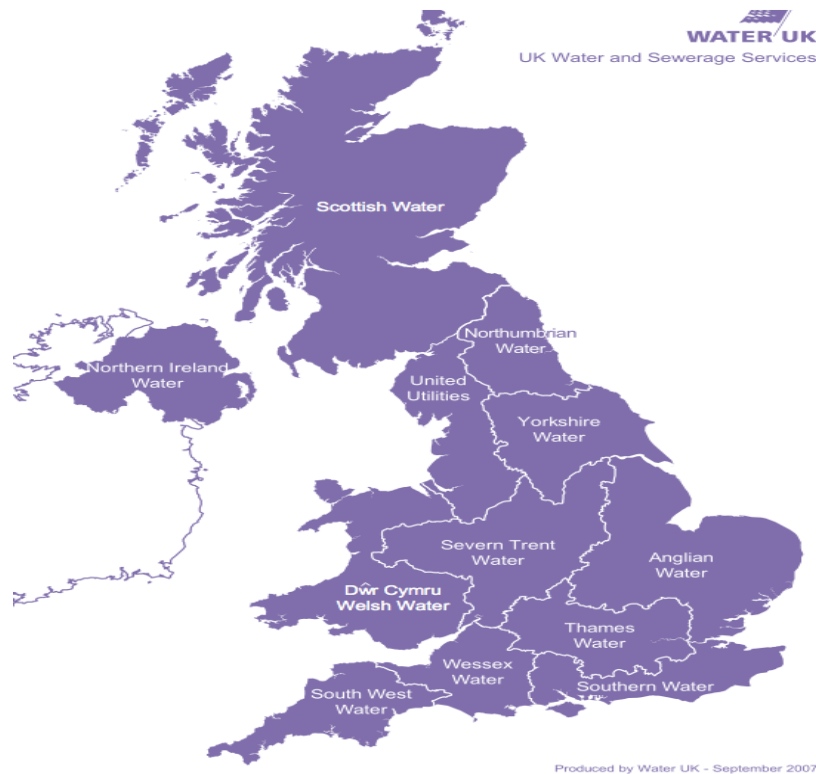 WATER UK
UK Water and Sewerage Services
Scottish Water
Northumbrian
Water
Northern Ireland
Water
United
Utilities
Yorkshire
Water
Severn Trent
Water
Anglian
Water
Dŵr Cymru
Welsh Water
Thames
Water
Wessex
Water
Southern Water
South West
Water
Produced by Water UK - September 2007